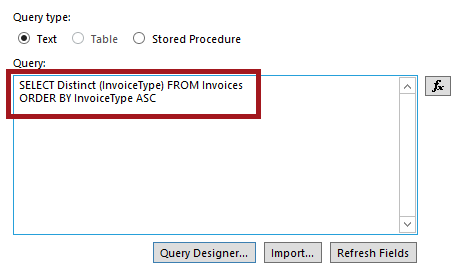 Query type:
Text Table Stored Procedure
Query:
SELECT Distinct (InvoiceType) FROM Invoices
ORDER BY InvoiceType ASC
fx
Query Designer... Import... Refresh Fields